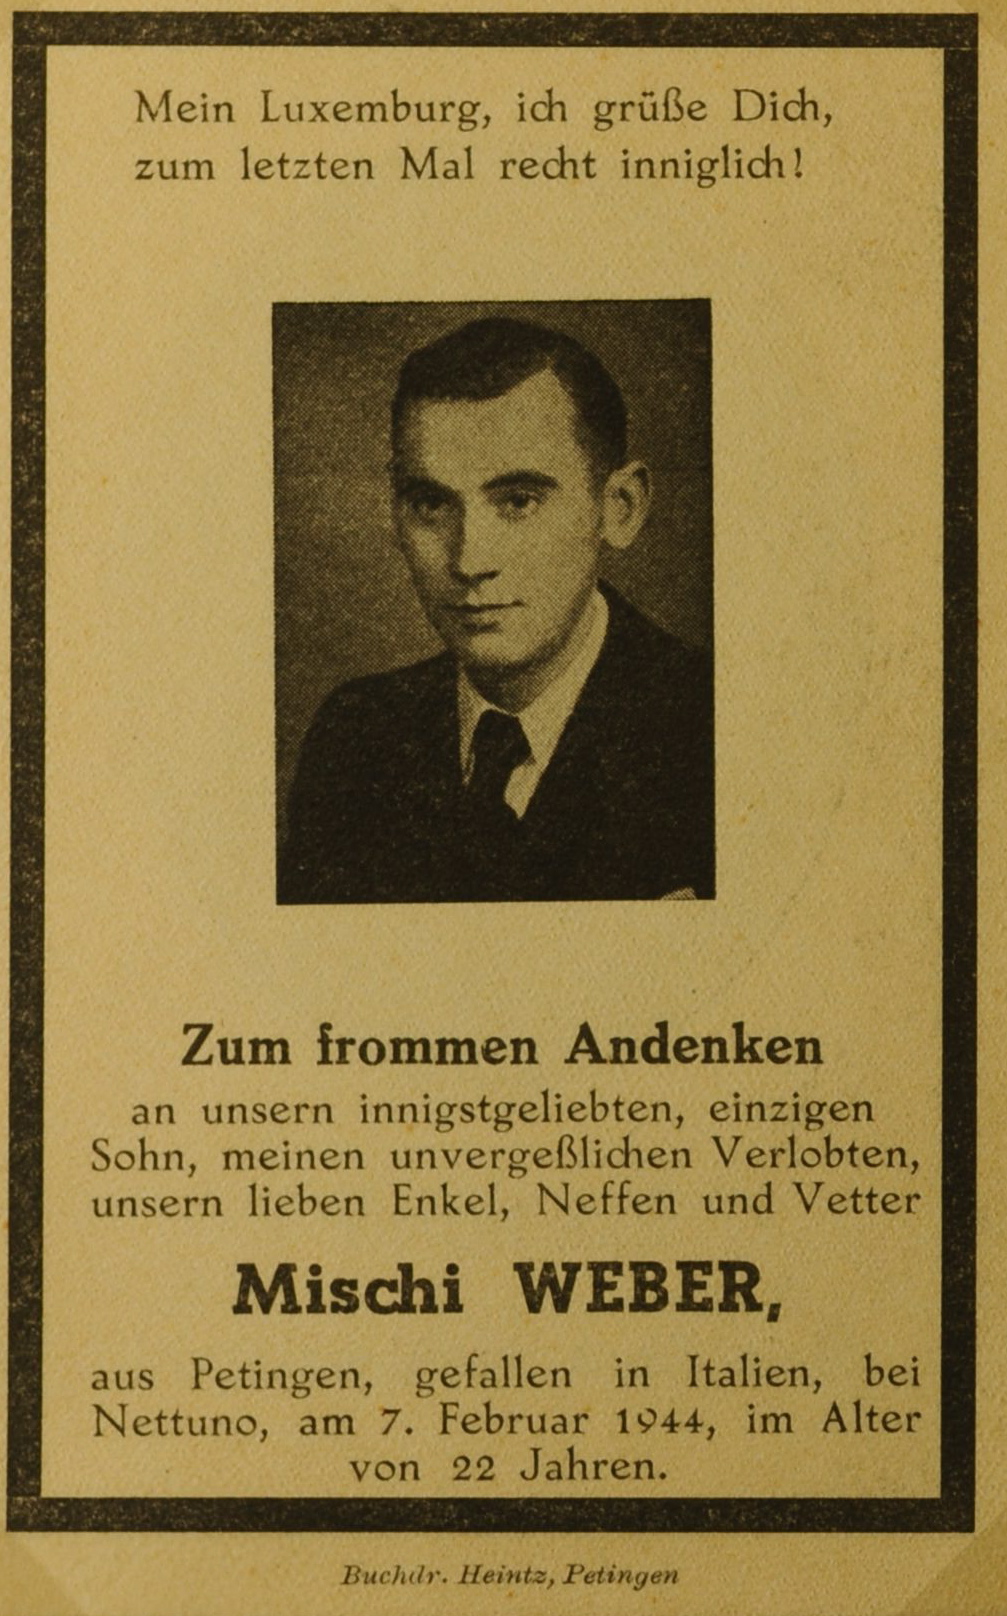 Mein Luxemburg, ich grüße Dich,
zum letzten Mal recht inniglich!
Zum frommen Andenken
an unsern innigstgeliebten, einzigen
Sohn, meinen unvergeßlichen Verlobten,
unsern lieben Enkel, Neffen und Vetter
Mischi WEBER,
aus Petingen, gefallen in Italien, bei
Nettuno, am 7. Februar 1944, im Alter
von 22 Jahren.
Buchdr. Heintz, Petingen